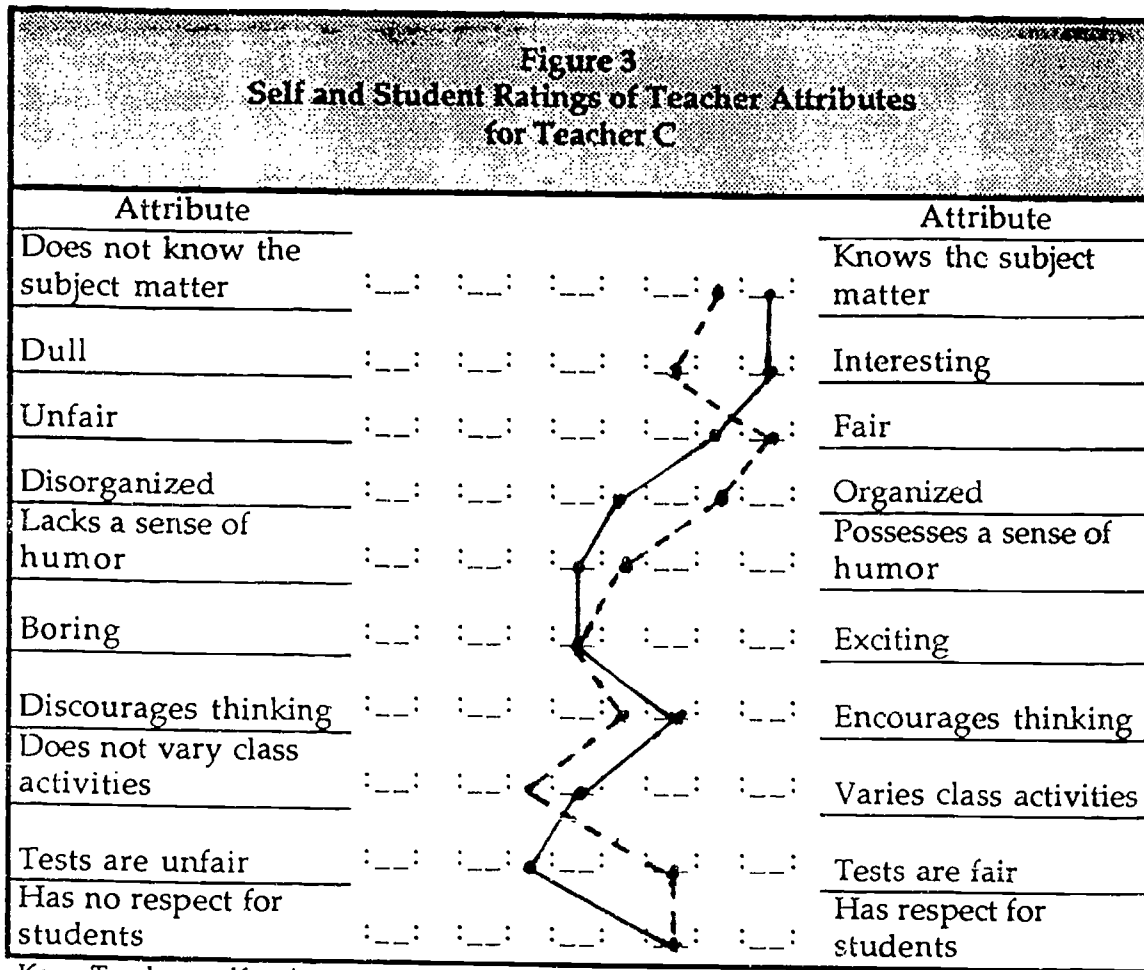 Figure 3
Self and Student Ratings of Teacher Attributes
for Teacher C
Attribute
Attribute
Does not know the
subject matter
Knows the subject
matter
Dull
Interesting
Unfair
Fair
Disorganized
Organized
Lacks a sense of
humor
Possesses a sense of
humor
Boring
Exciting
Discourages thinking
Encourages thinking
Does not vary class
activities
Varies class activities
Tests are unfair
Tests are fair
Has no respect for
students
Has respect for
students